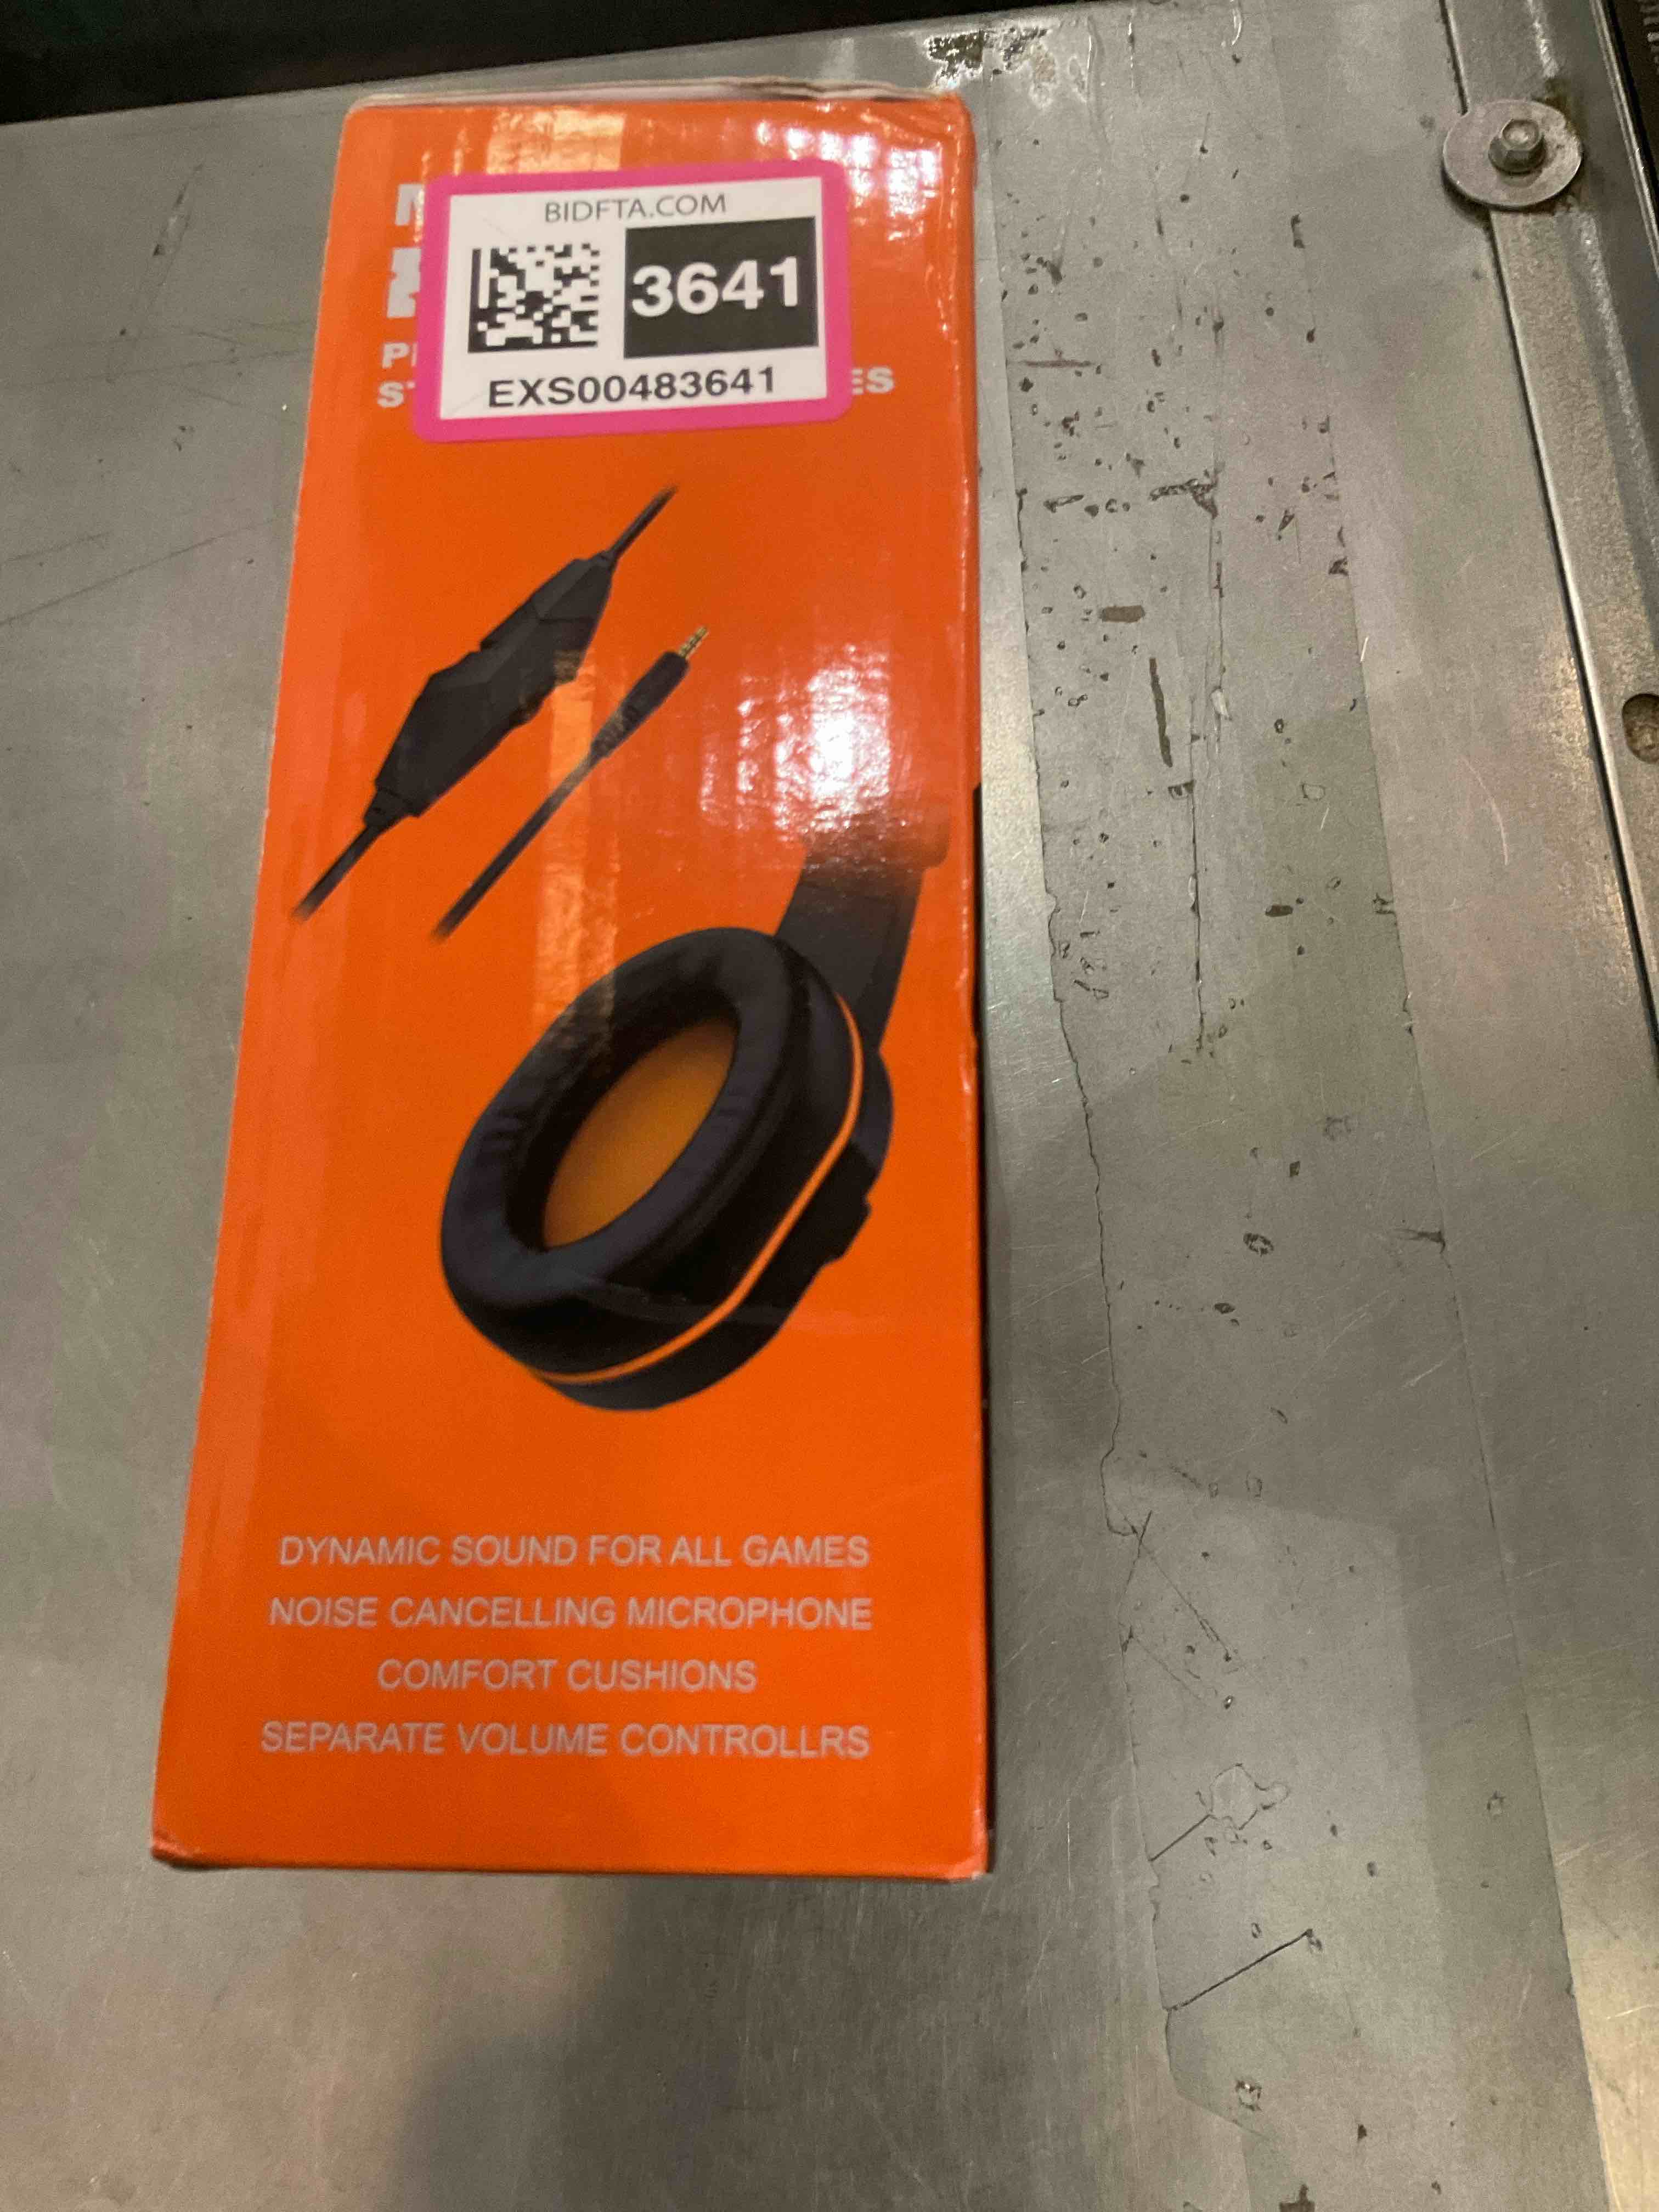 BIDFTA.COM
3641
EXS00483641
DYNAMIC SOUND FOR ALL GAMES
NOISE CANCELLING MICROPHONE
COMFORT CUSHIONS
SEPARATE VOLUME CONTROLLRS